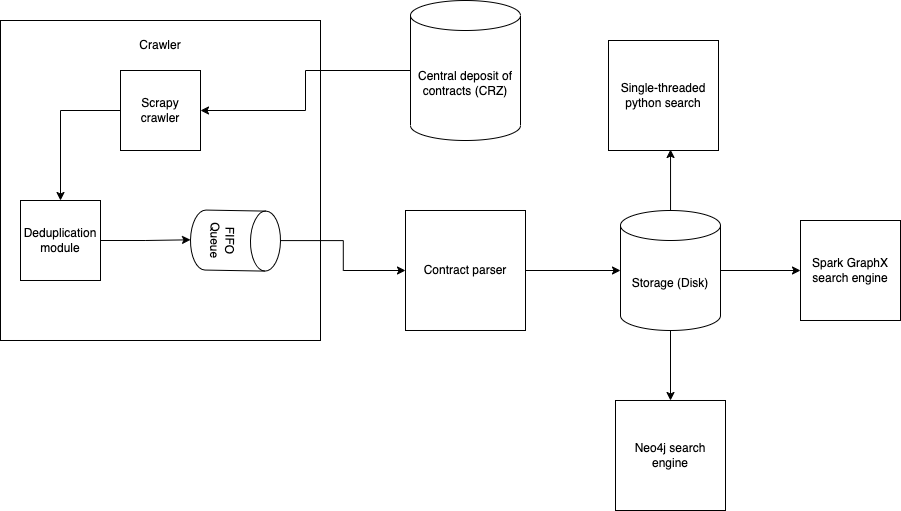 Crawler
Scrapy
crawler
Central deposit of
contracts (CRZ)
Single-threaded
python search
Deduplication
module
FIFO
Queue
Contract parser
Storage (Disk)
Spark GraphX
search engine
Neo4j search
engine